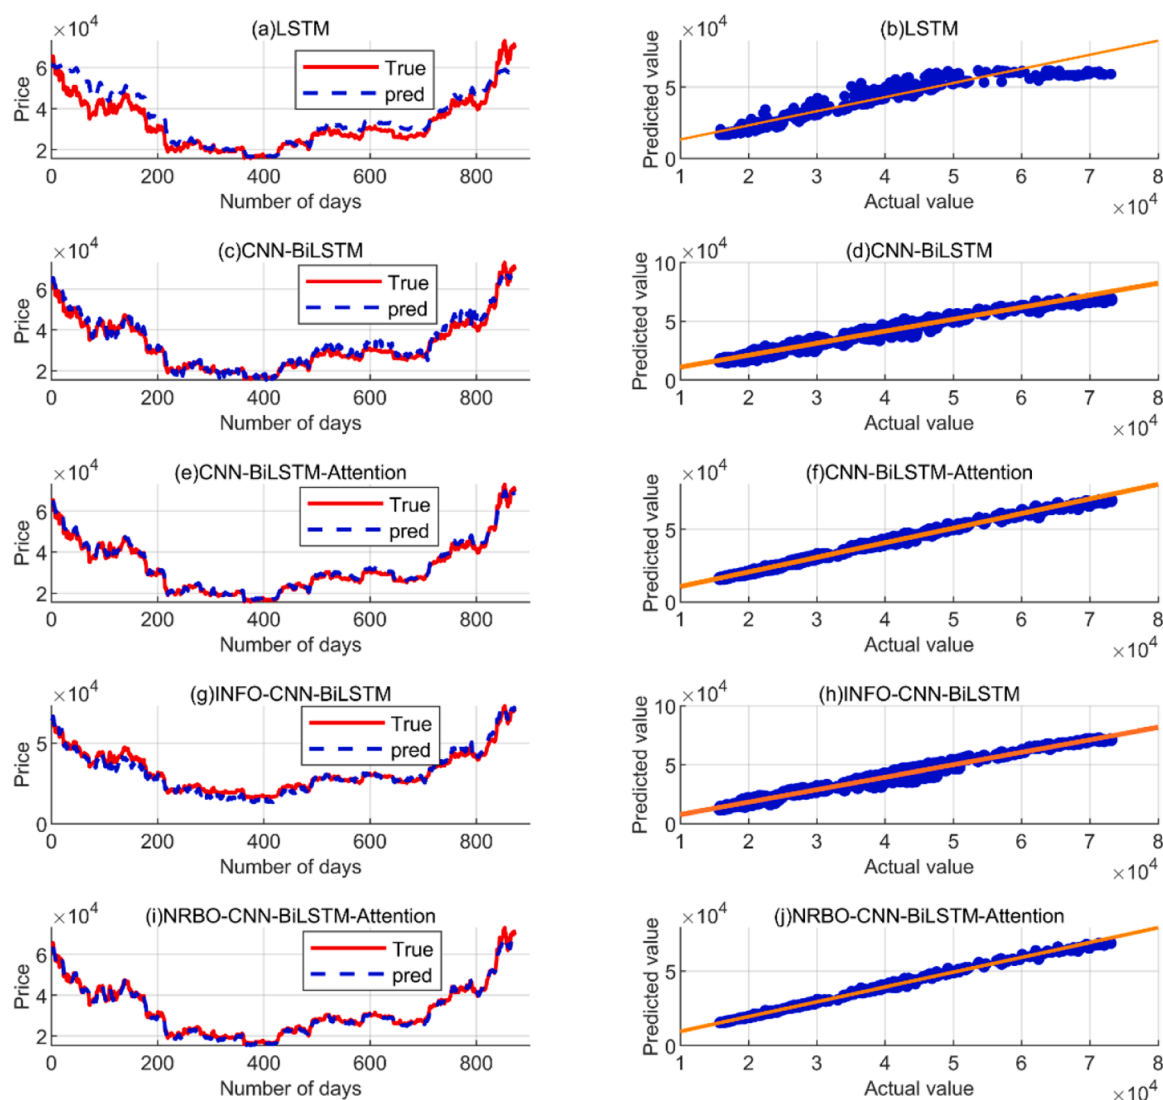 (a)LSTM
×10⁴
Price
6
4
2
True
pred
0 200 400 600 800
Number of days
(b)LSTM
×10⁴
Predicted value
5
0
1 2 3 4 5 6 7 8
Actual value
×10⁴
(c)CNN-BiLSTM
×10⁴
Price
6
4
2
True
pred
0 200 400 600 800
Number of days
(d)CNN-BiLSTM
×10⁴
Predicted value
10
5
0
1 2 3 4 5 6 7 8
Actual value
×10⁴
(e)CNN-BiLSTM-Attention
×10⁴
Price
6
4
2
True
pred
0 200 400 600 800
Number of days
(f)CNN-BiLSTM-Attention
×10⁴
Predicted value
5
0
1 2 3 4 5 6 7 8
Actual value
×10⁴
(g)INFO-CNN-BiLSTM
×10⁴
Price
5
0
True
pred
0 200 400 600 800
Number of days
(h)INFO-CNN-BiLSTM
×10⁴
Predicted value
10
5
0
1 2 3 4 5 6 7 8
Actual value
×10⁴
(i)NRBO-CNN-BiLSTM-Attention
×10⁴
Price
6
4
2
True
pred
0 200 400 600 800
Number of days
(j)NRBO-CNN-BiLSTM-Attention
×10⁴
Predicted value
5
0
1 2 3 4 5 6 7 8
Actual value
×10⁴